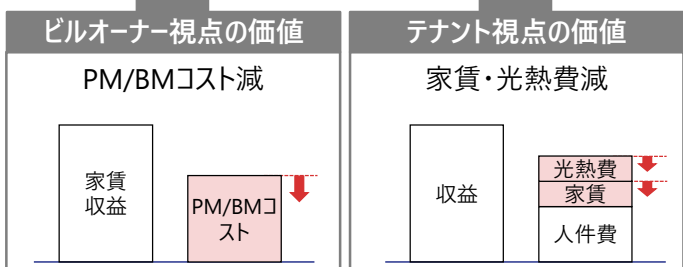 ビルオーナー視点の価値
PM/BMコスト減
家賃
収益
PM/BMコ
スト
テナント視点の価値
家賃・光熱費減
収益
光熱費
家賃
人件費